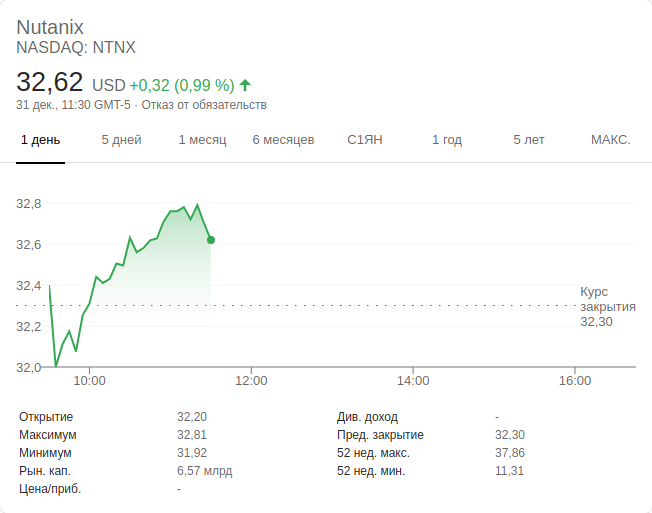 Nutanix
NASDAQ: NTNX
32,62 USD +0,32 (0,99 %)
31 дек., 11:30 GMT-5 · Отказ от обязательств
1 день 5 дней 1 месяц 6 месяцев С1ЯН 1 год 5 лет МАКС.
32,8
32,6
32,4
Курс
закрытия
32,30
32,2
32,0
10:00 12:00 14:00 16:00
Открытие 32,20 Див. доход -
Максимум 32,81 Пред. закрытие 32,30
Минимум 31,92 52 нед. макс. 37,86
Рын. кап. 6,57 млрд 52 нед. мин. 11,31
Цена/приб. -